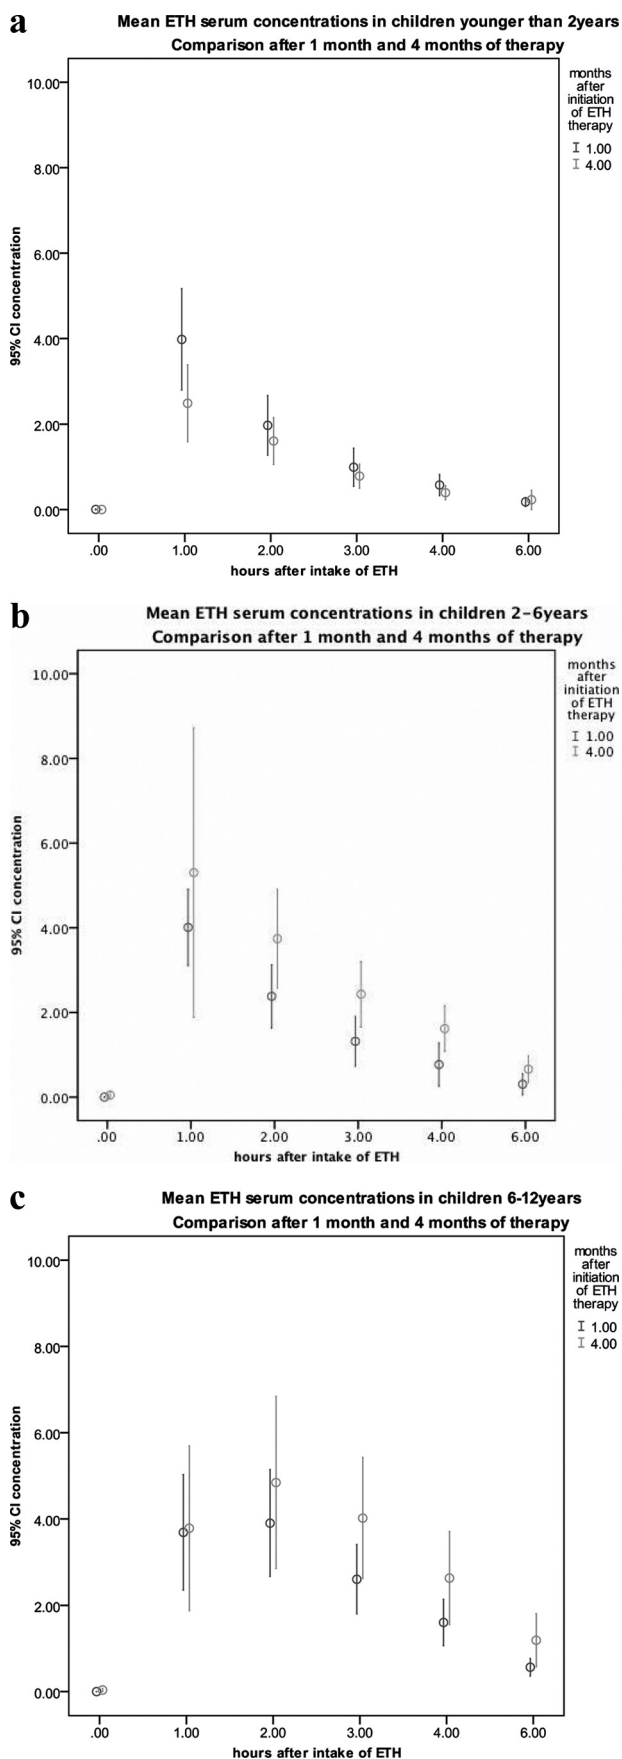 a
Mean ETH serum concentrations in children younger than 2years
Comparison after 1 month and 4 months of therapy
months
after
initiation
of ETH
therapy
1.00
4.00
95% CI concentration
10.00
8.00
6.00
4.00
2.00
0.00
.00 1.00 2.00 3.00 4.00 6.00
hours after intake of ETH
b
Mean ETH serum concentrations in children 2-6years
Comparison after 1 month and 4 months of therapy
months
after
initiation
of ETH
therapy
1.00
4.00
95% CI concentration
10.00
8.00
6.00
4.00
2.00
0.00
.00 1.00 2.00 3.00 4.00 6.00
hours after intake of ETH
c
Mean ETH serum concentrations in children 6-12years
Comparison after 1 month and 4 months of therapy
months
after
initiation
of ETH
therapy
1.00
4.00
95% CI concentration
10.00
8.00
6.00
4.00
2.00
0.00
.00 1.00 2.00 3.00 4.00 6.00
hours after intake of ETH